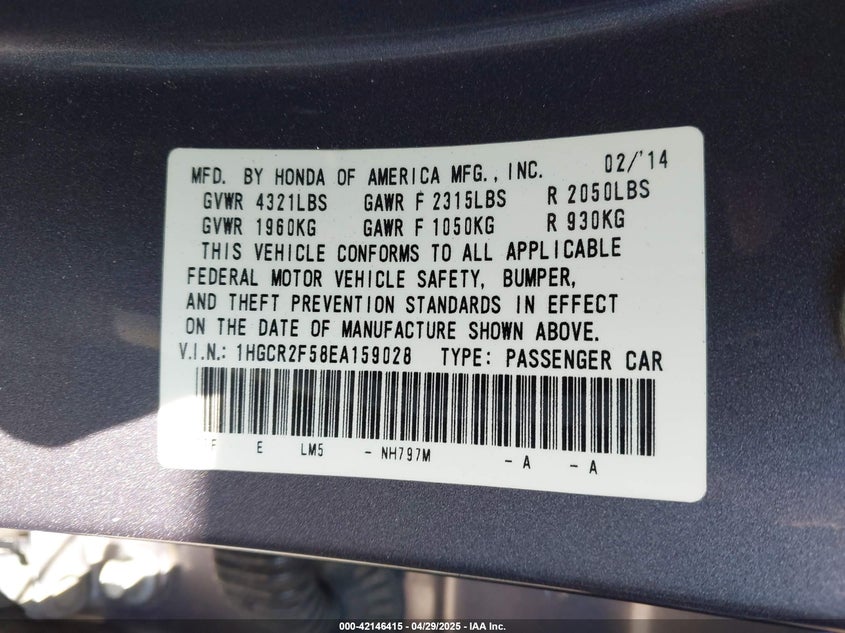 MFD. BY HONDA OF AMERICA MFG., INC. 02/'14
GVWR 4321LBS GAWR F 2315LBS R 2050LBS
GVWR 1960KG GAWR F 1050KG R 930KG
THIS VEHICLE CONFORMS TO ALL APPLICABLE
FEDERAL MOTOR VEHICLE SAFETY, BUMPER,
AND THEFT PREVENTION STANDARDS IN EFFECT
ON THE DATE OF MANUFACTURE SHOWN ABOVE.
V.I.N.: 1HGCR2F58EA159028 TYPE: PASSENGER CAR
E LM5 - NH797M - A - A
000-42146415 - 04/29/2025 - IAA Inc.